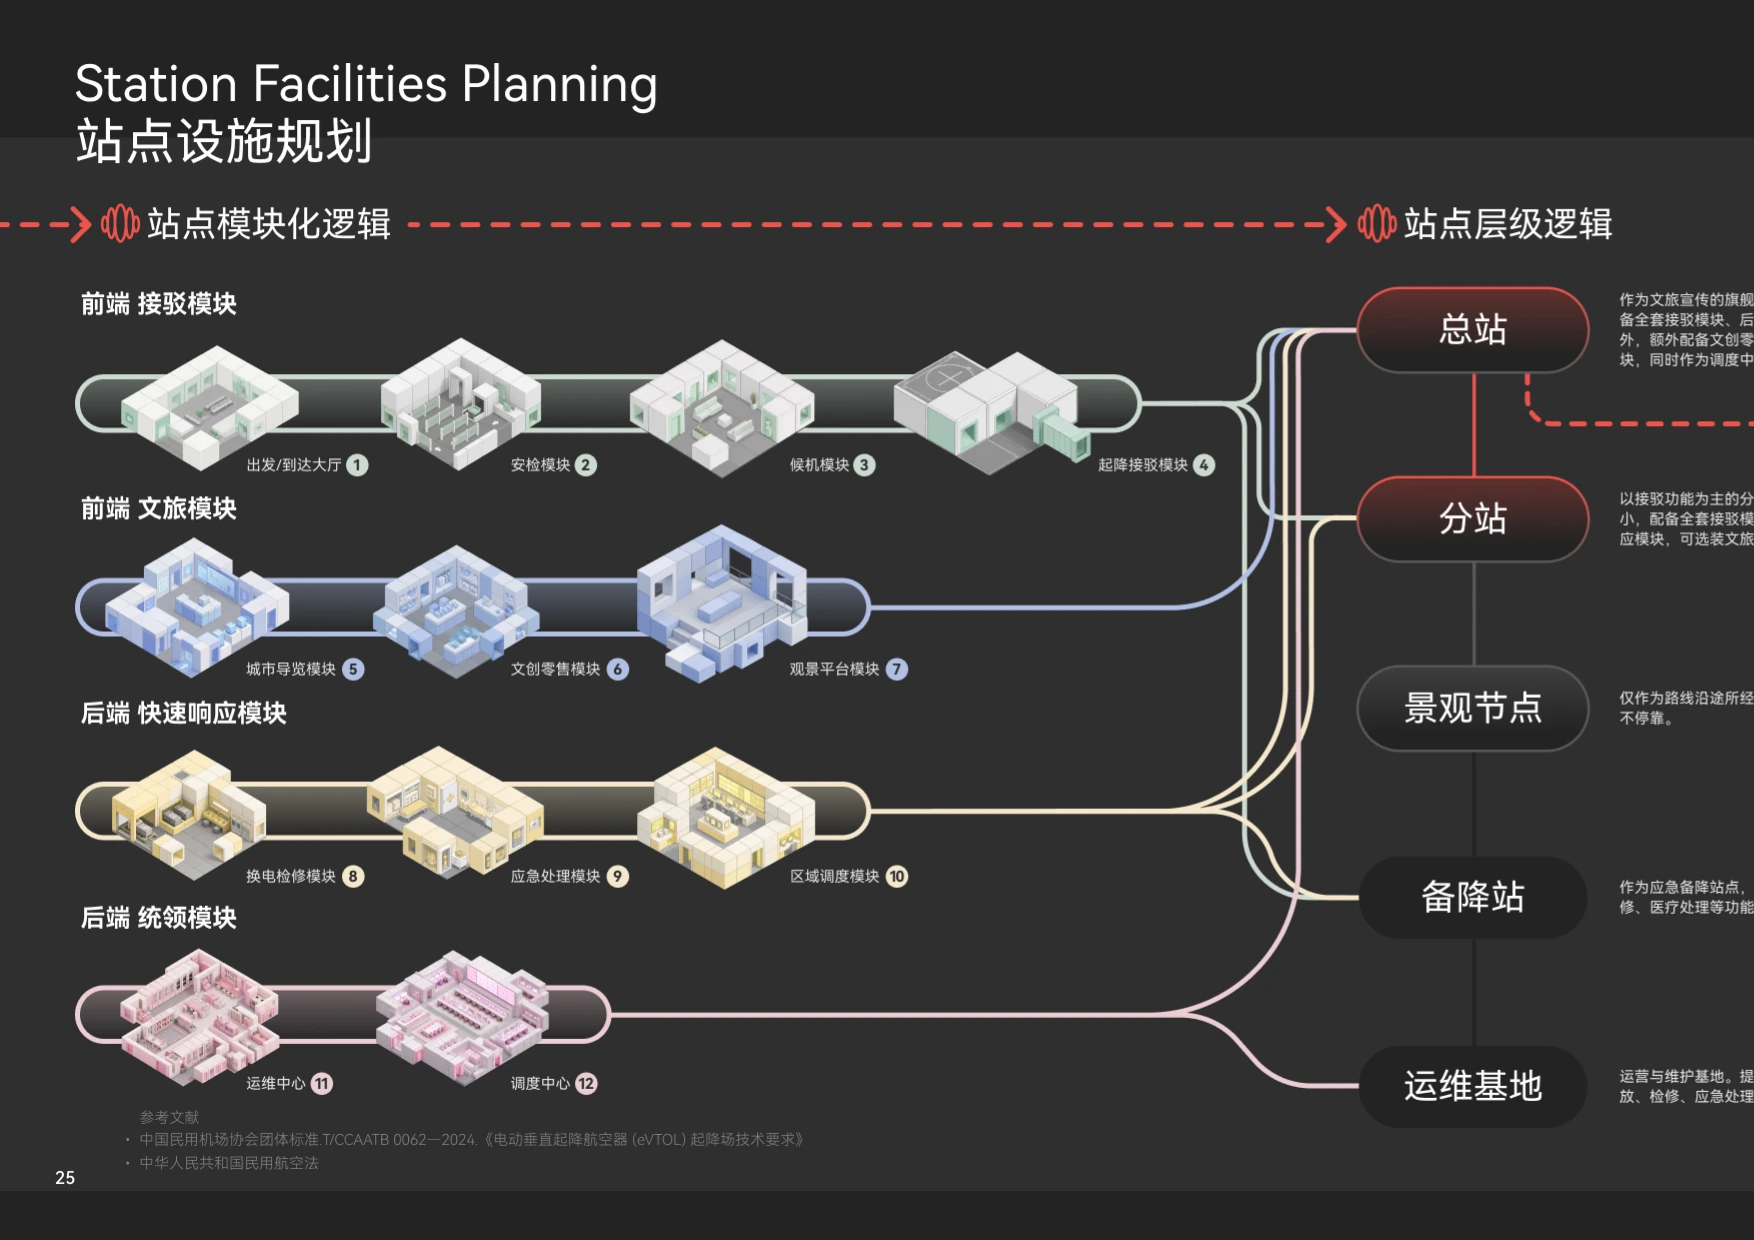 Station Facilities Planning
站点设施规划
站点模块化逻辑
站点层级逻辑
前端 接驳模块
出发/到达大厅 1
安检模块 2
候机模块 3
起降接驳模块 4
前端 文旅模块
城市导览模块 5
文创零售模块 6
观景平台模块 7
后端 快速响应模块
换电检修模块 8
应急处理模块 9
区域调度模块 10
后端 统领模块
运维中心 11
调度中心 12
总站
作为文旅宣传的旗舰
备全套接驳模块、后
外，额外配备文创零
块，同时作为调度中
分站
以接驳功能为主的分
小，配备全套接驳模
应模块，可选装文旅
景观节点
仅作为路线沿途所经
不停靠。
备降站
作为应急备降站点，
修、医疗处理等功能
运维基地
运营与维护基地。提
放、检修、应急处理
参考文献
• 中国民用机场协会团体标准.T/CCAATB 0062—2024.《电动垂直起降航空器 (eVTOL) 起降场技术要求》
• 中华人民共和国民用航空法
25